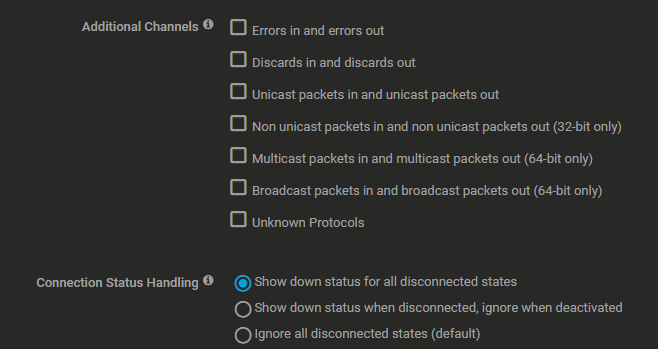 Additional Channels
Errors in and errors out
Discards in and discards out
Unicast packets in and unicast packets out
Non unicast packets in and non unicast packets out (32-bit only)
Multicast packets in and multicast packets out (64-bit only)
Broadcast packets in and broadcast packets out (64-bit only)
Unknown Protocols
Connection Status Handling
Show down status for all disconnected states
Show down status when disconnected, ignore when deactivated
Ignore all disconnected states (default)